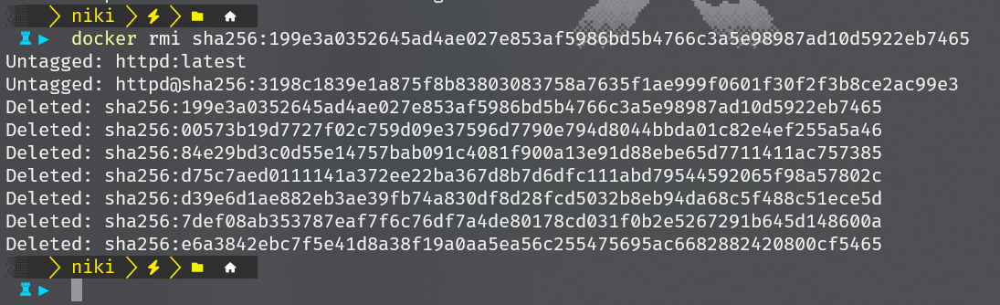 niki
docker rmi sha256:199e3a0352645ad4ae027e853af5986bd5b4766c3a5e98987ad10d5922eb7465
Untagged: httpd:latest
Untagged: httpd@sha256:3198c1839e1a875f8b83803083758a7635f1ae999f0601f30f2f3b8ce2ac99e3
Deleted: sha256:199e3a0352645ad4ae027e853af5986bd5b4766c3a5e98987ad10d5922eb7465
Deleted: sha256:00573b19d7727f02c759d09e37596d7790e794d8044bbda01c82e4ef255a5a46
Deleted: sha256:84e29bd3c0d55e14757bab091c4081f900a13e91d88ebe65d7711411ac757385
Deleted: sha256:d75c7aed0111141a372ee22ba367d8b7d6dfc111abd79544592065f98a57802c
Deleted: sha256:d39e6d1ae882eb3ae39fb74a830df8d28fcd5032b8eb94da68c5f488c51ece5d
Deleted: sha256:7def08ab353787eaf7f6c76df7a4de80178cd031f0b2e5267291b645d148600a
Deleted: sha256:e6a3842ebc7f5e41d8a38f19a0aa5ea56c255475695ac6682882420800cf5465
niki